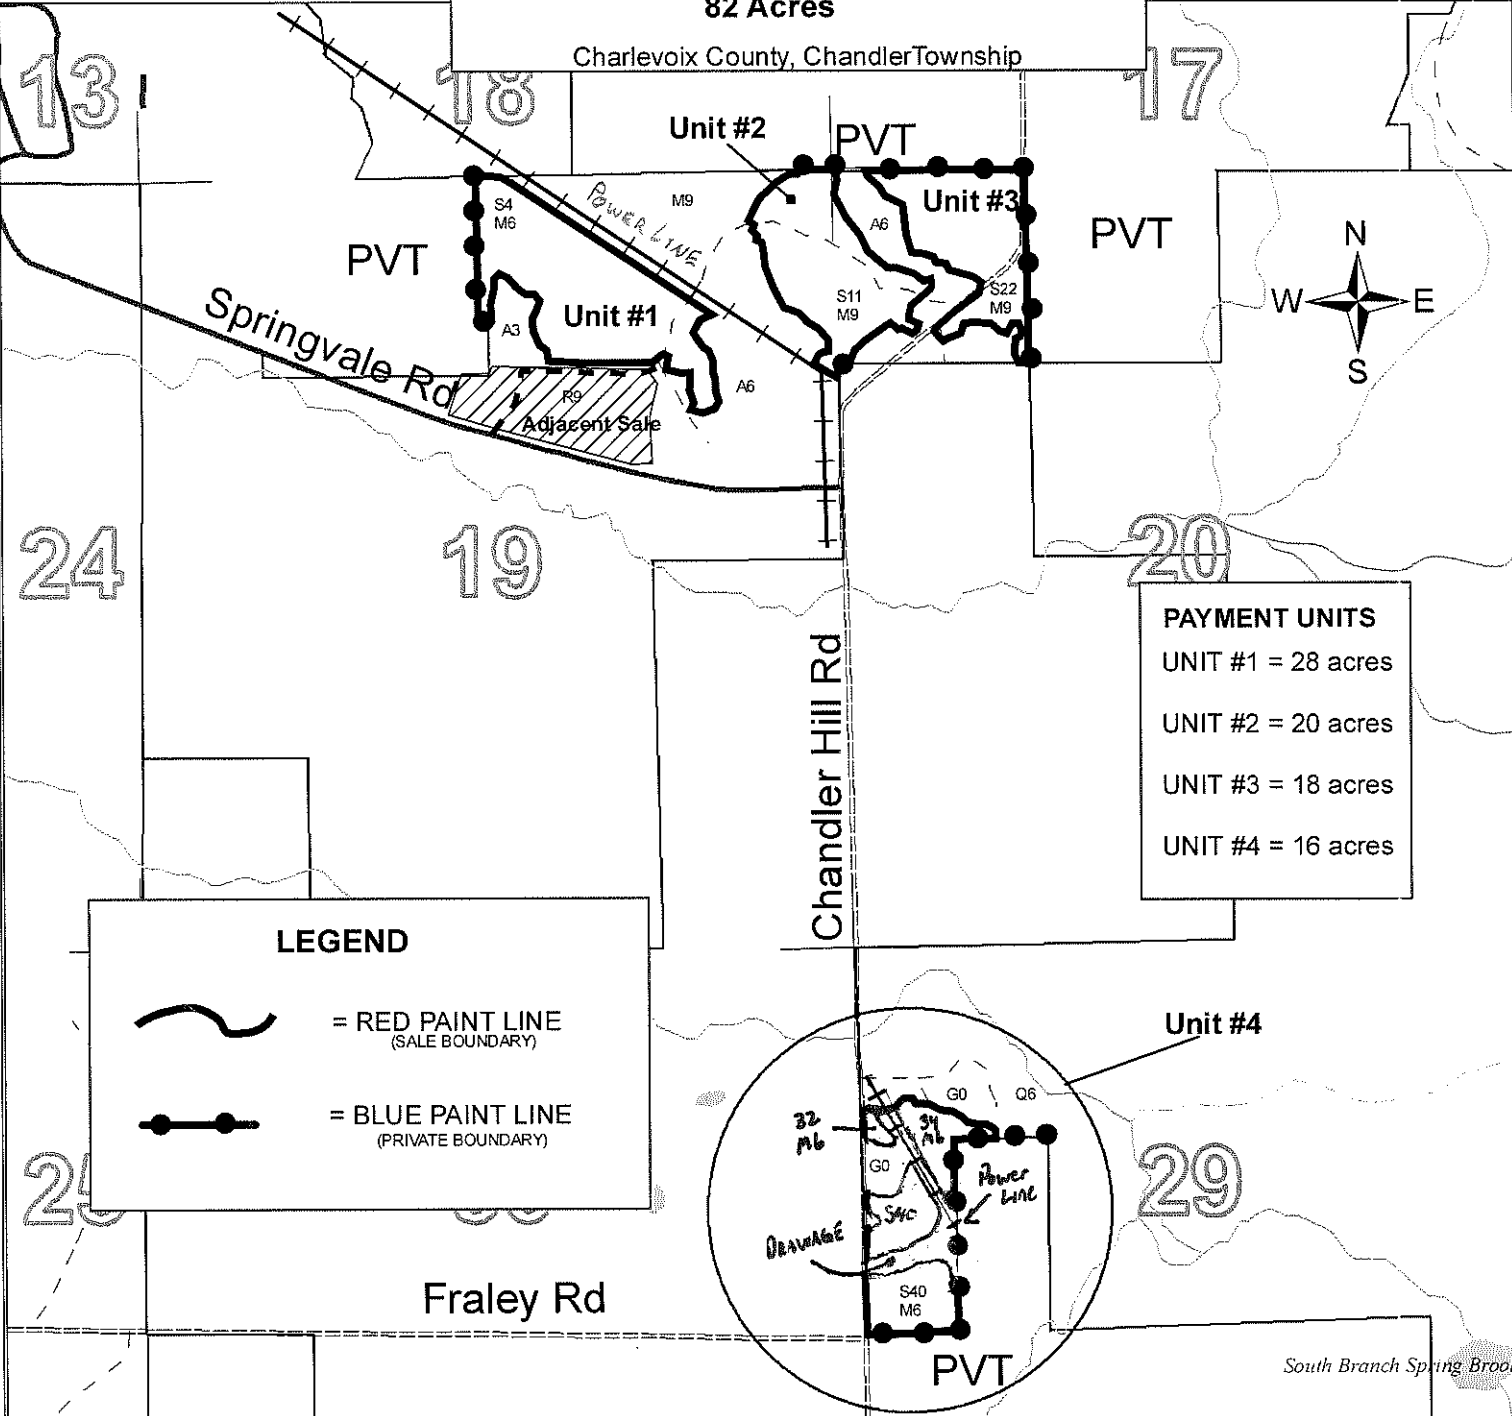 82 Acres
Charlevoix County, ChandlerTownship
13
18
17
Unit #2
PVT
S4
M6
POWER LINE
M9
Unit #3
A6
PVT
PVT
N
W E
S
S11
M9
S22
M9
Unit #1
A3
Springvale Rd
A6
R9
Adjacent Sale
24
19
20
PAYMENT UNITS
UNIT #1 = 28 acres
UNIT #2 = 20 acres
UNIT #3 = 18 acres
UNIT #4 = 16 acres
Chandler Hill Rd
LEGEND
= RED PAINT LINE
(SALE BOUNDARY)
= BLUE PAINT LINE
(PRIVATE BOUNDARY)
Unit #4
G0
Q6
32
M6
34
M6
G0
Power
Line
S40
DRAINAGE
S40
M6
25
29
Fraley Rd
PVT
South Branch Spring Broo